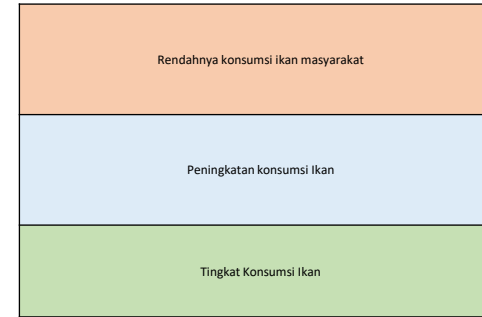 Rendahnya konsumsi ikan masyarakat
Peningkatan konsumsi Ikan
Tingkat Konsumsi Ikan